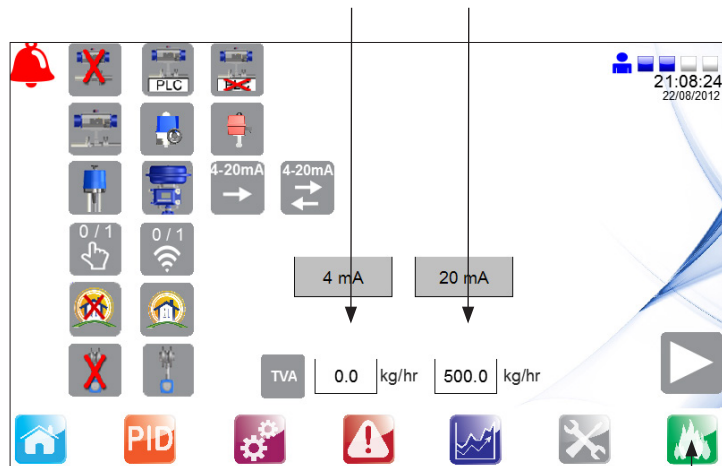 21:08:24
22/08/2012
PLC
PLC
4-20mA
4-20mA
0 / 1
0 / 1
4 mA
20 mA
TVA
0.0
kg/hr
500.0
kg/hr
PID